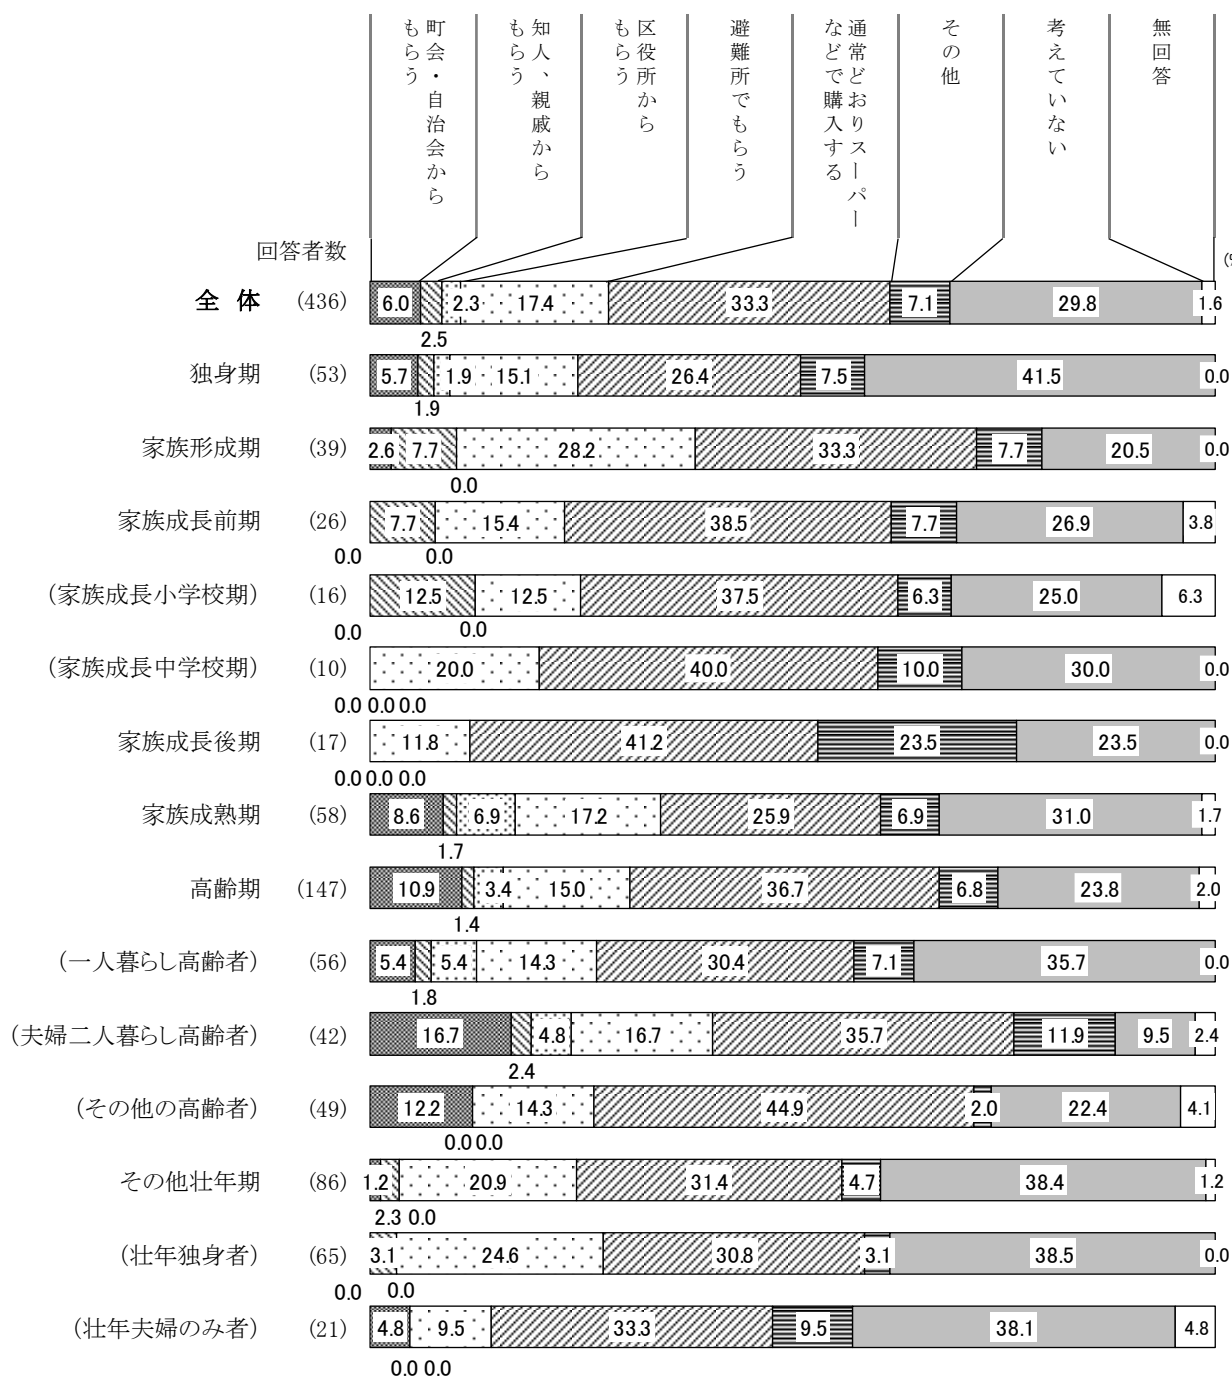 町会・自治会から
もらう
知人、親戚から
もらう
区役所から
もらう
避難所でもらう
通常どおりスーパー
などで購入する
その他
考えていない
無回答
回答者数
(%
全 体 (436) 6.0 2.3 17.4 33.3 7.1 29.8 1.6
2.5
独身期 (53) 5.7 1.9 15.1 26.4 7.5 41.5 0.0
1.9
家族形成期 (39) 2.6 7.7 28.2 33.3 7.7 20.5 0.0
0.0
家族成長前期 (26) 7.7 15.4 38.5 7.7 26.9 3.8
0.0 0.0
(家族成長小学校期) (16) 12.5 12.5 37.5 6.3 25.0 6.3
0.0 0.0
(家族成長中学校期) (10) 20.0 40.0 10.0 30.0 0.0
0.0 0.0 0.0
家族成長後期 (17) 11.8 41.2 23.5 23.5 0.0
0.0 0.0 0.0
家族成熟期 (58) 8.6 6.9 17.2 25.9 6.9 31.0 1.7
1.7
高齢期 (147) 10.9 3.4 15.0 36.7 6.8 23.8 2.0
1.4
(一人暮らし高齢者) (56) 5.4 5.4 14.3 30.4 7.1 35.7 0.0
1.8
(夫婦二人暮らし高齢者) (42) 16.7 4.8 16.7 35.7 11.9 9.5 2.4
2.4
(その他の高齢者) (49) 12.2 14.3 44.9 2.0 22.4 4.1
0.0 0.0
その他壮年期 (86) 1.2 20.9 31.4 4.7 38.4 1.2
2.3 0.0
(壮年独身者) (65) 3.1 24.6 30.8 3.1 38.5 0.0
0.0 0.0
(壮年夫婦のみ者) (21) 4.8 9.5 33.3 9.5 38.1 4.8
0.0 0.0